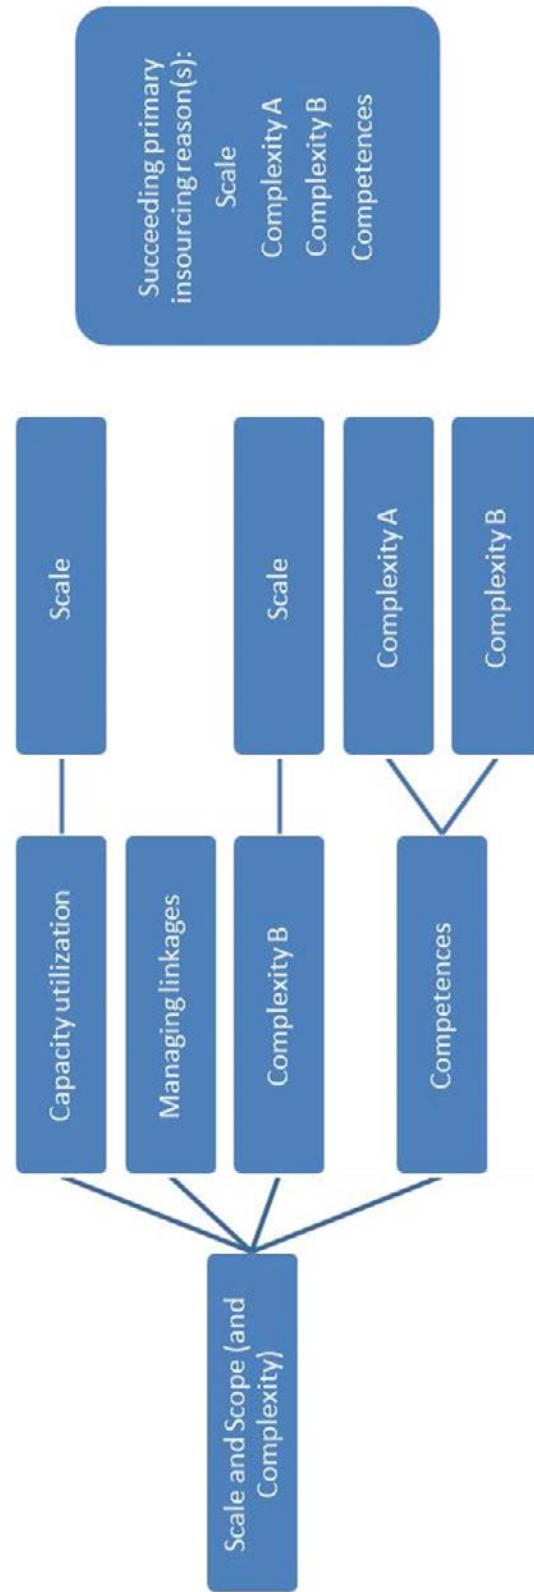 Scale and Scope (and
Complexity)
Capacity utilization
Managing linkages
Complexity B
Competences
Scale
Scale
Complexity A
Complexity B
Succeeding primary
insourcing reason(s):
Scale
Complexity A
Complexity B
Competences